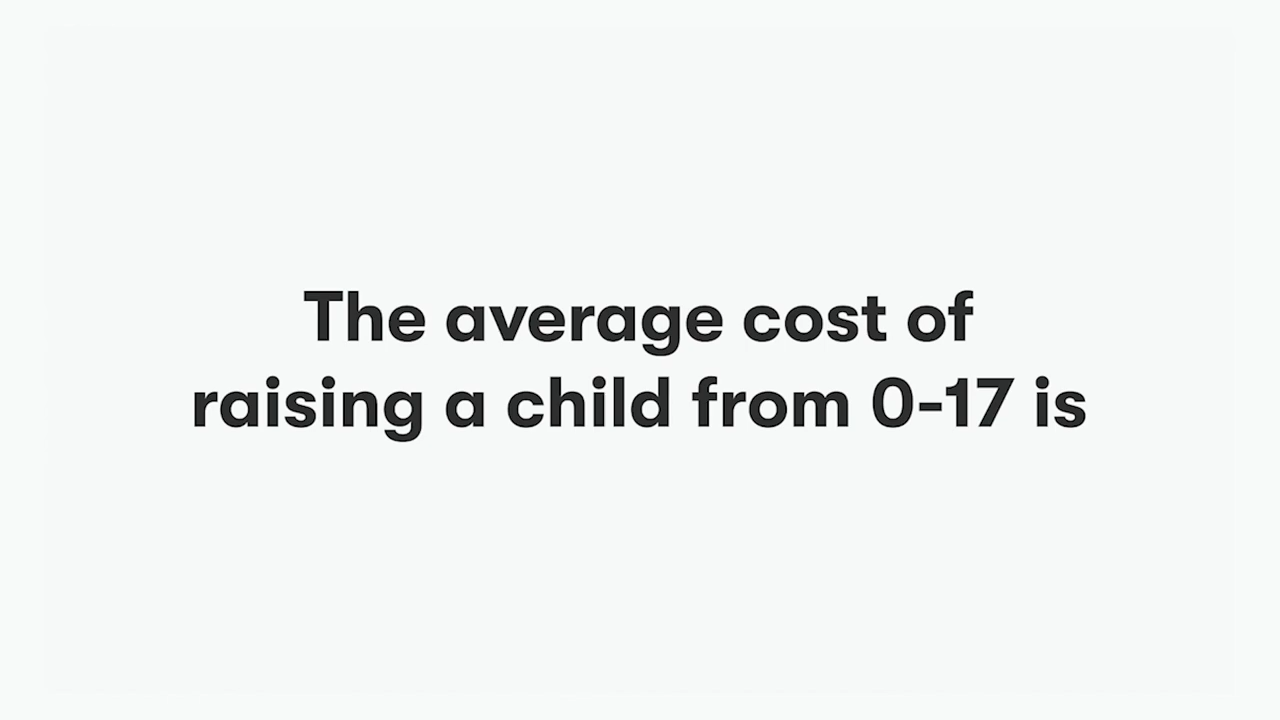 The average cost of
raising a child from 0-17 is